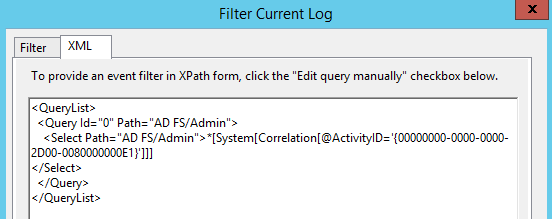 Filter Current Log
x
Filter
XML
To provide an event filter in XPath form, click the "Edit query manually" checkbox below.
<QueryList>
  <Query Id="0" Path="AD FS/Admin">
    <Select Path="AD FS/Admin">*[System[Correlation[@ActivityID='{00000000-0000-0000-
2D00-0080000000E1}']]]
</Select>
  </Query>
</QueryList>